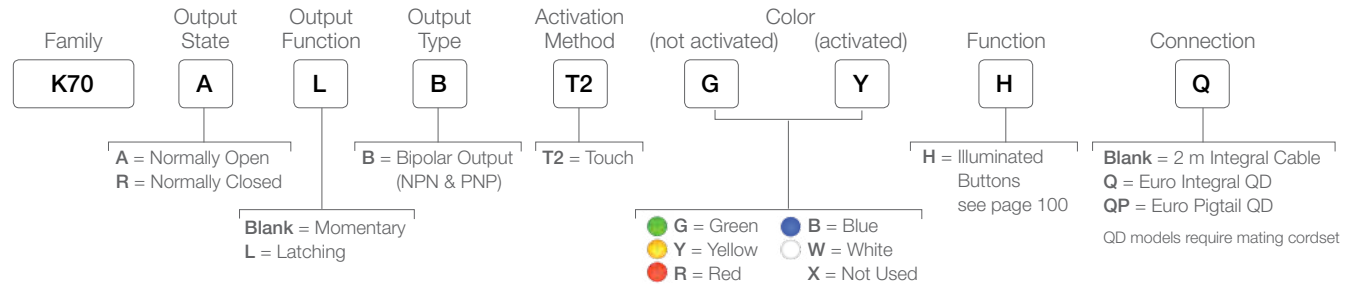 Family
Output State
Output Function
Output Type
Activation Method
Color
(not activated)
(activated)
Function
Connection
K70
A
L
B
T2
G
Y
H
Q
A = Normally Open
R = Normally Closed
Blank = Momentary
L = Latching
B = Bipolar Output
(NPN & PNP)
T2 = Touch
G = Green
Y = Yellow
R = Red
B = Blue
W = White
X = Not Used
H = Illuminated
Buttons
see page 100
Blank = 2 m Integral Cable
Q = Euro Integral QD
QP = Euro Pigtail QD
QD models require mating cordset